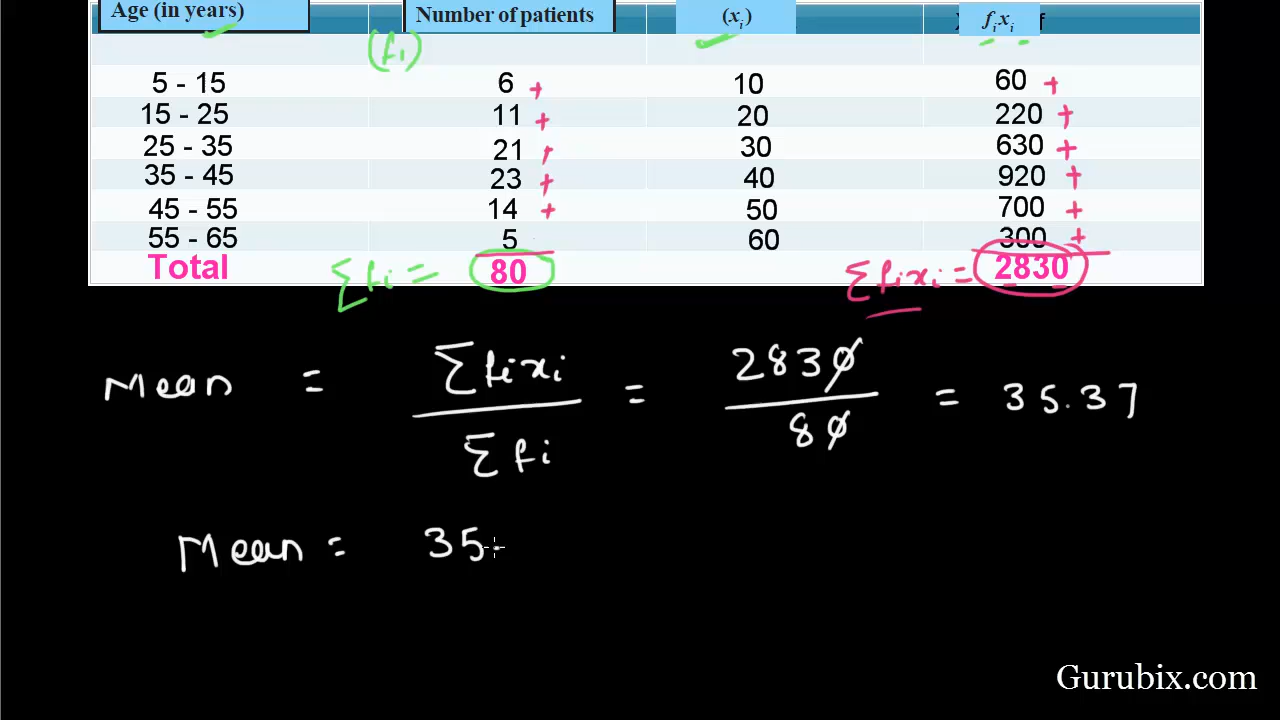 Age (in years) Number of patients (xᵢ) fᵢxᵢ
(fi)
5 - 15 6 + 10 60 +
15 - 25 11 + 20 220 +
25 - 35 21 + 30 630 +
35 - 45 23 + 40 920 +
45 - 55 14 + 50 700 +
55 - 65 5 60 300 +
Total Σfi = 80 Σfixi = 2830
Mean = Σfixi / Σfi = 2830 / 80 = 35.37
Mean = 35
Gurubix.com